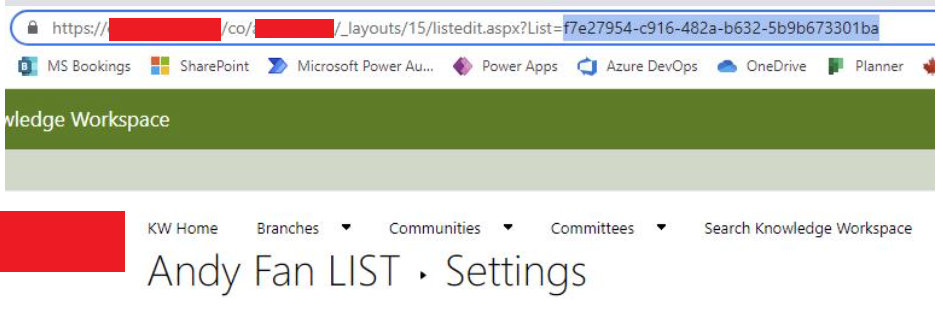 https:// /co/ /_layouts/15/listedit.aspx?List=f7e27954-c916-482a-b632-5b9b673301ba
MS Bookings SharePoint Microsoft Power Au... Power Apps Azure DevOps OneDrive Planner
wledge Workspace
KW Home Branches Communities Committees Search Knowledge Workspace
Andy Fan LIST ‣ Settings